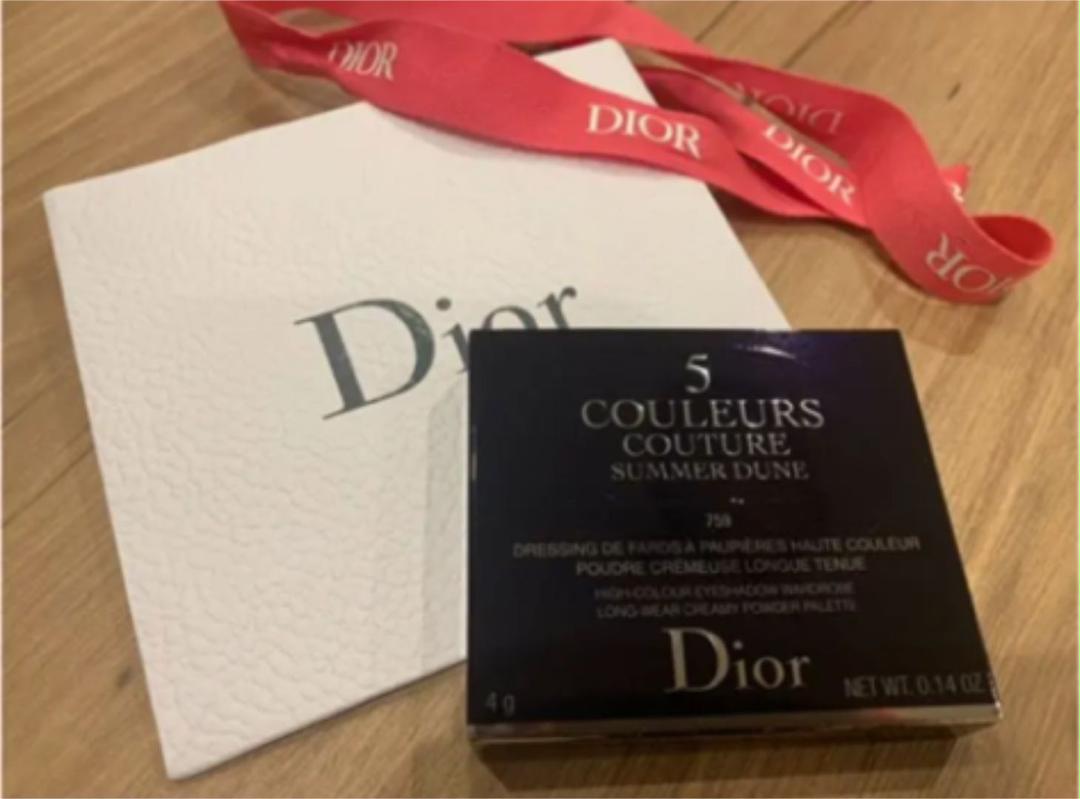 DIOR
DIOR
DIOR
DIOR
DIOR
Dior
5
COULEURS
COUTURE
SUMMER DUNE
759
DRESSING DE FARDS À PAUPIÈRES HAUTE COULEUR
POUDRE CRÉMEUSE LONGUE TENUE
HIGH-COLOUR EYESHADOW WARDROBE
LONG-WEAR CREAMY POWDER PALETTE
Dior
4 g
NET WT. 0.14 OZ